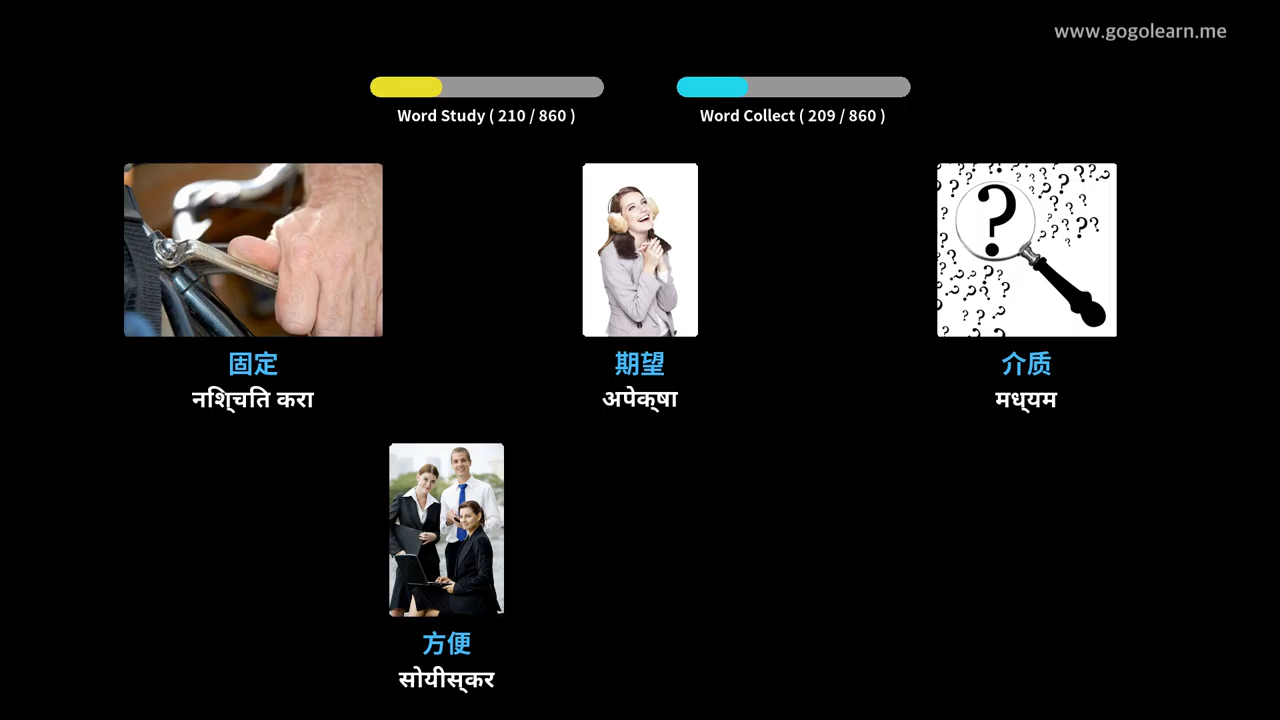 www.gogolearn.me
Word Study ( 210 / 860 )
Word Collect ( 209 / 860 )
固定
नशि्चति करा
期望
अपेक्षा
介质
मध्यम
方便
सोयीस्कर